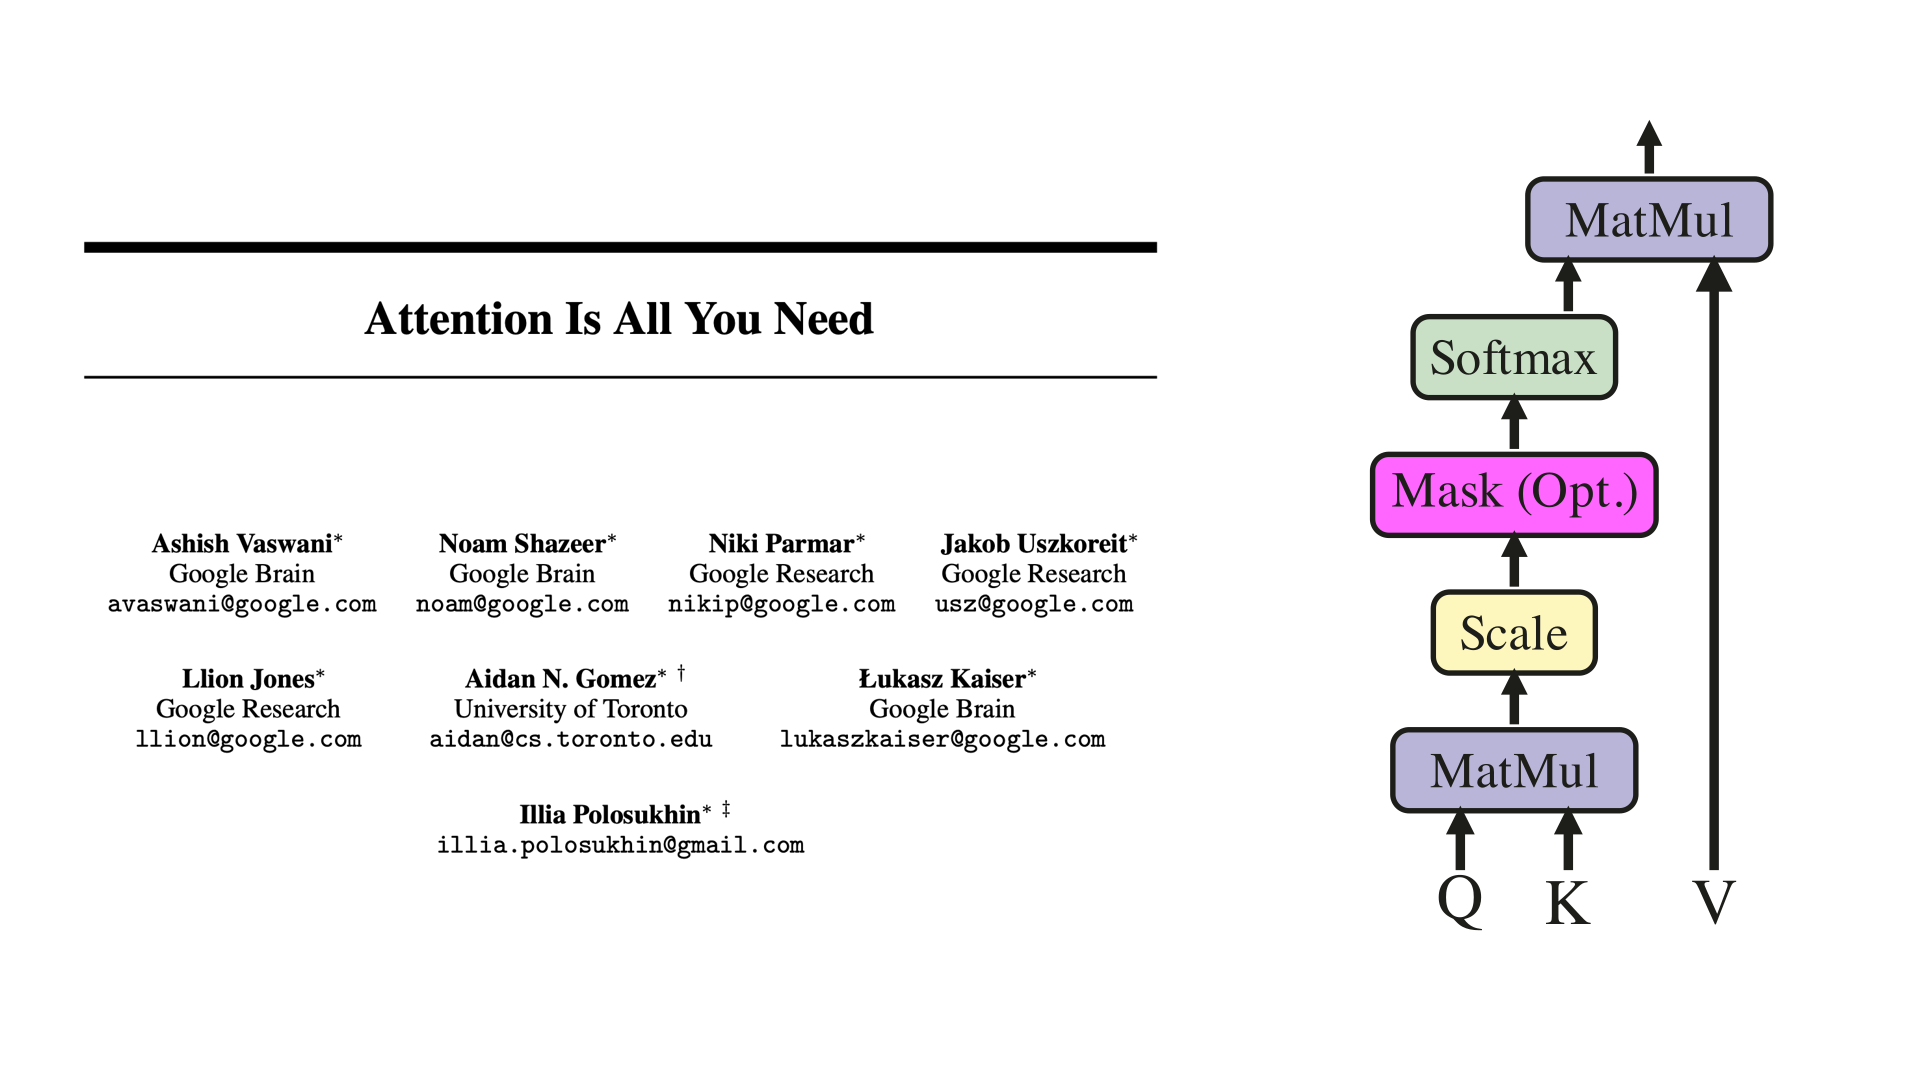 Attention Is All You Need
Ashish Vaswani* Noam Shazeer* Niki Parmar* Jakob Uszkoreit*
Google Brain Google Brain Google Research Google Research
avaswani@google.com noam@google.com nikip@google.com usz@google.com
Llion Jones* Aidan N. Gomez* † Łukasz Kaiser*
Google Research University of Toronto Google Brain
llion@google.com aidan@cs.toronto.edu lukaszkaiser@google.com
Illia Polosukhin* ‡
illia.polosukhin@gmail.com
MatMul
Softmax
Mask (Opt.)
Scale
MatMul
Q K V